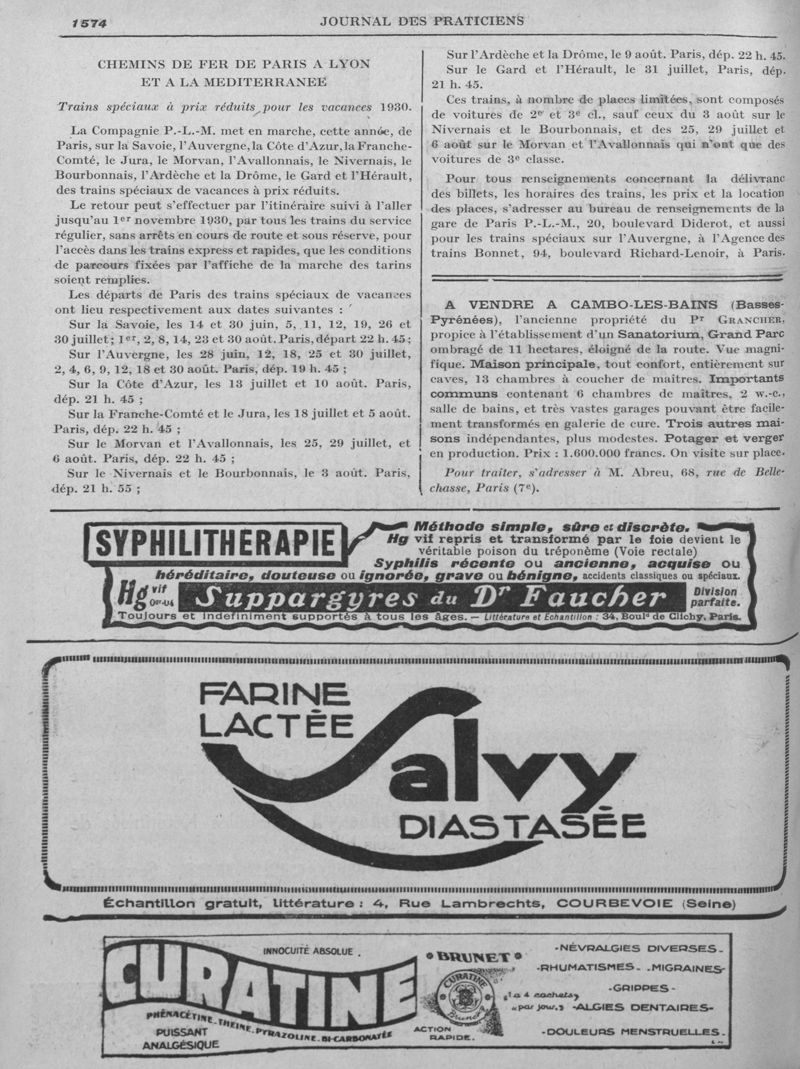 1574
JOURNAL DES PRATICIENS
CHEMINS DE FER DE PARIS A LYON
ET A LA MEDITERRANEE
Trains spéciaux à prix réduits pour les vacances 1930.
La Compagnie P.-L.-M. met en marche, cette année, de
Paris, sur la Savoie, l'Auvergne, la Côte d'Azur, la Franche-
Comté, le Jura, le Morvan, l'Avallonnais, le Nivernais, le
Bourbonnais, l'Ardèche et la Drôme, le Gard et l'Hérault,
des trains spéciaux de vacances à prix réduits.
Le retour peut s'effectuer par l'itinéraire suivi à l'aller
jusqu'au 1er novembre 1930, par tous les trains du service
régulier, sans arrêts en cours de route et sous réserve, pour
l'accès dans les trains express et rapides, que les conditions
de parcours fixées par l'affiche de la marche des tarins
soient remplies.
Les départs de Paris des trains spéciaux de vacances
ont lieu respectivement aux dates suivantes :
Sur la Savoie, les 14 et 30 juin, 5, 11, 12, 19, 26 et
30 juillet; 1er, 2, 8, 14, 23 et 30 août. Paris, départ 22 h. 45;
Sur l'Auvergne, les 28 juin, 12, 18, 25 et 30 juillet,
2, 4, 6, 9, 12, 18 et 30 août. Paris, dép. 19 h. 45 ;
Sur la Côte d'Azur, les 13 juillet et 10 août. Paris,
dép. 21 h. 45 ;
Sur la Franche-Comté et le Jura, les 18 juillet et 5 août.
Paris, dép. 22 h. 45 ;
Sur le Morvan et l'Avallonnais, les 25, 29 juillet, et
6 août. Paris, dép. 22 h. 45 ;
Sur le Nivernais et le Bourbonnais, le 3 août. Paris,
dép. 21 h. 55 ;
Sur l'Ardèche et la Drôme, le 9 août. Paris, dép. 22 h. 45.
Sur le Gard et l'Hérault, le 31 juillet, Paris, dép.
21 h. 45.
Ces trains, à nombre de places limitées, sont composés
de voitures de 2e et 3e cl., sauf ceux du 3 août sur le
Nivernais et le Bourbonnais, et des 25, 29 juillet et
6 août sur le Morvan et l'Avallonnais qui n'ont que des
voitures de 3e classe.
Pour tous renseignements concernant la délivranc
des billets, les horaires des trains, les prix et la location
des places, s'adresser au bureau de renseignements de la
gare de Paris P.-L.-M., 20, boulevard Diderot, et aussi
pour les trains spéciaux sur l'Auvergne, à l'Agence des
trains Bonnet, 94, boulevard Richard-Lenoir, à Paris.
A VENDRE A CAMBO-LES-BAINS (Basses-
Pyrénées), l'ancienne propriété du Pr GRANCHER,
propice à l'établissement d'un Sanatorium, Grand Parc
ombragé de 11 hectares, éloigné de la route. Vue magni-
fique. Maison principale, tout confort, entièrement sur
caves, 13 chambres à coucher de maîtres. Importants
communs contenant 6 chambres de maîtres, 2 w.-c.,
salle de bains, et très vastes garages pouvant être facile-
ment transformés en galerie de cure. Trois autres mai-
sons indépendantes, plus modestes. Potager et verger
en production. Prix : 1.600.000 francs. On visite sur place.
Pour traiter, s'adresser à M. Abreu, 68, rue de Belle-
chasse, Paris (7e).
SYPHILITHERAPIE
Méthode simple, sûre et discrète.
Hg vif repris et transformé par le foie devient le
véritable poison du tréponème (Voie rectale)
Syphilis récente ou ancienne, acquise ou
héréditaire, douteuse ou ignorée, grave ou bénigne, accidents classiques ou spéciaux.
Hg vif 0gr.04 Suppargyres du Dr Faucher Division parfaite.
Toujours et indéfiniment supportés à tous les âges. — Littérature et Échantillon : 34, Bould de Clichy, Paris.
FARINE
LACTÉE
Salvy
DIASTASÉE
Échantillon gratuit, littérature : 4, Rue Lambrechts, COURBEVOIE (Seine)
CURATINE
INNOCUITÉ ABSOLUE.
PHÉNACÉTINE-THEINE-PYRAZOLINE-BI-CARBONATÉE
PUISSANT
ANALGÉSIQUE
BRUNET
CURATINE
Brunet
ACTION
RAPIDE.
1 à 4 cachets
par jour.
-NÉVRALGIES DIVERSES-
-RHUMATISMES- -MIGRAINES-
-GRIPPES-
-ALGIES DENTAIRES-
-DOULEURS MENSTRUELLES-